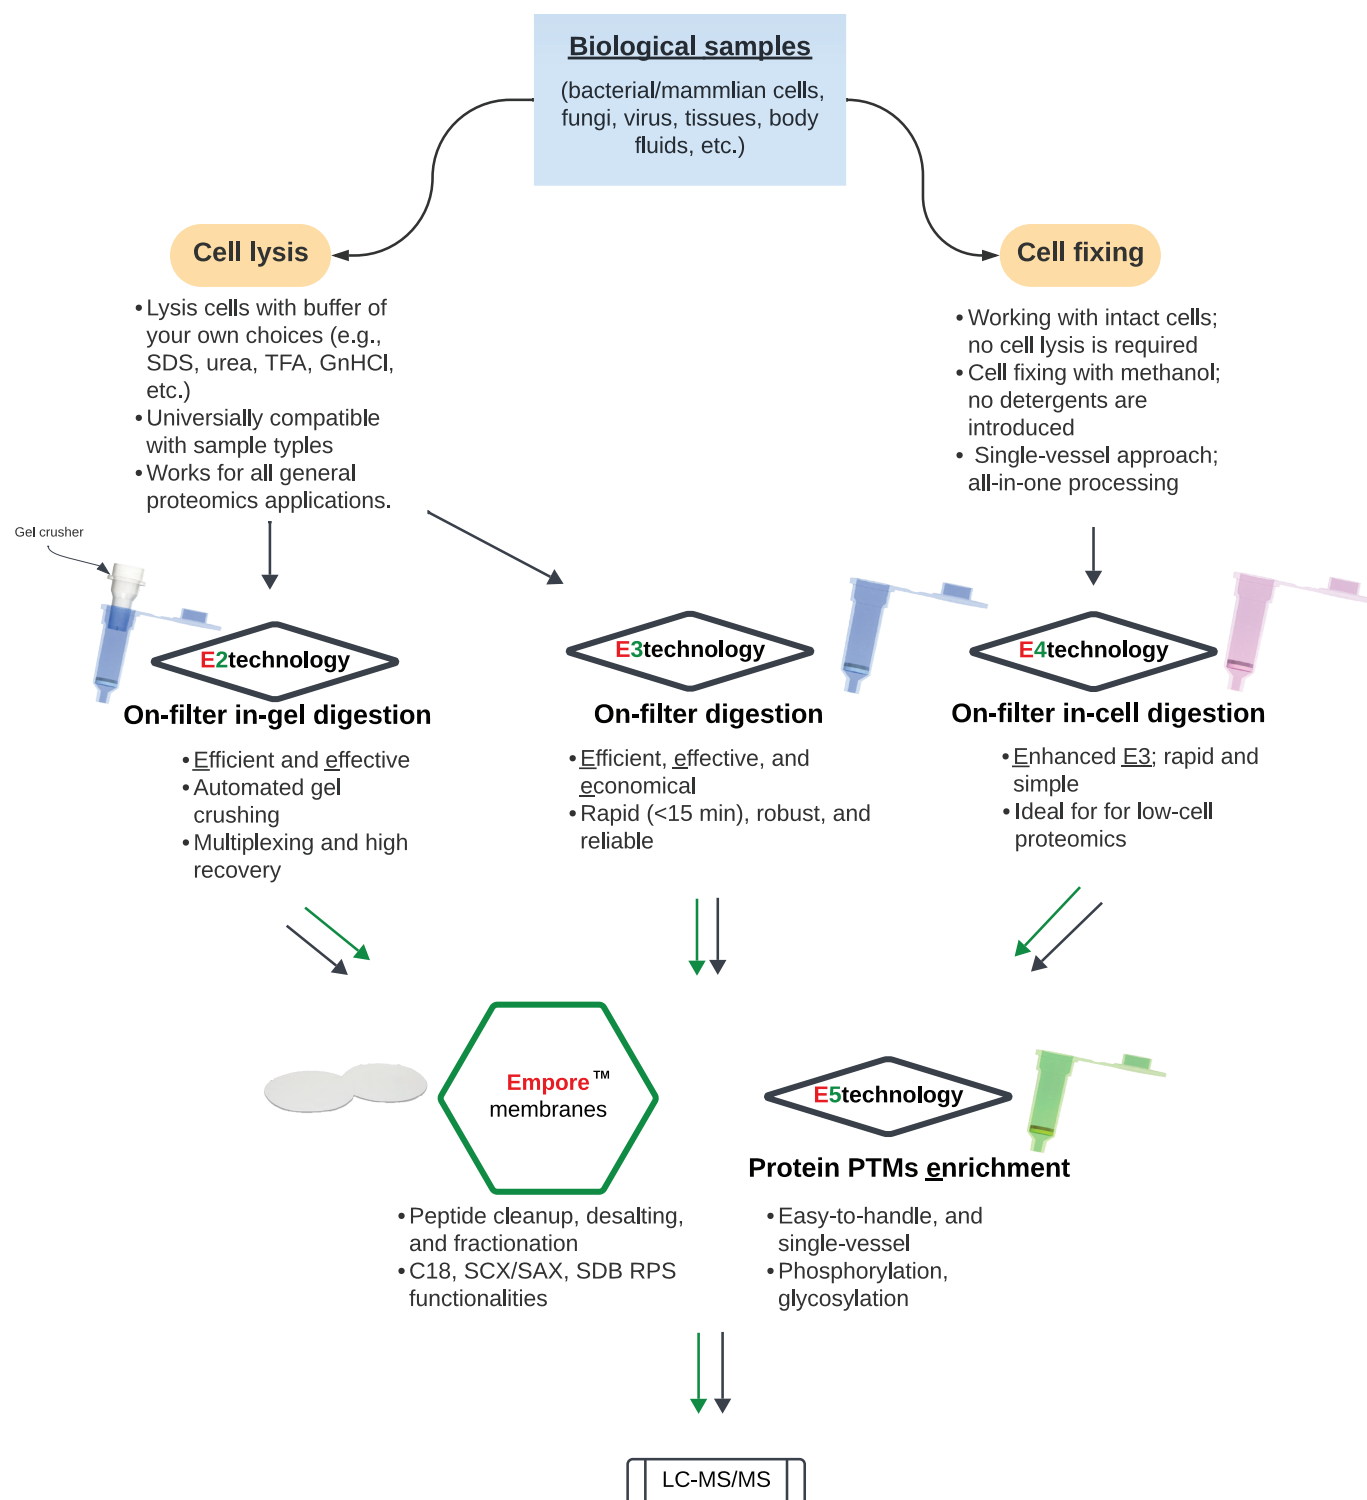 Biological samples
(bacterial/mammlian cells,
fungi, virus, tissues, body
fluids, etc.)
Cell lysis
• Lysis cells with buffer of
your own choices (e.g.,
SDS, urea, TFA, GnHCl,
etc.)
• Universially compatible
with sample types
• Works for all general
proteomics applications.
Cell fixing
• Working with intact cells;
no cell lysis is required
• Cell fixing with methanol;
no detergents are
introduced
• Single-vessel approach;
all-in-one processing
Gel crusher
E2technology
On-filter in-gel digestion
• Efficient and effective
• Automated gel
crushing
• Multiplexing and high
recovery
E3technology
On-filter digestion
• Efficient, effective, and
economical
• Rapid (<15 min), robust, and
reliable
E4technology
On-filter in-cell digestion
• Enhanced E3; rapid and
simple
• Ideal for for low-cell
proteomics
Empore™
membranes
• Peptide cleanup, desalting,
and fractionation
• C18, SCX/SAX, SDB RPS
functionalities
E5technology
Protein PTMs enrichment
• Easy-to-handle, and
single-vessel
• Phosphorylation,
glycosylation
LC-MS/MS